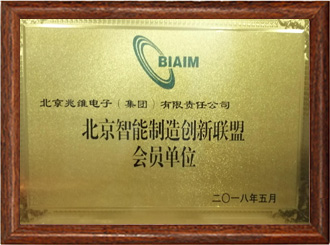 BIAIM
北京兆维电子（集团）有限责任公司
北京智能制造创新联盟
会员单位
二〇一八年五月